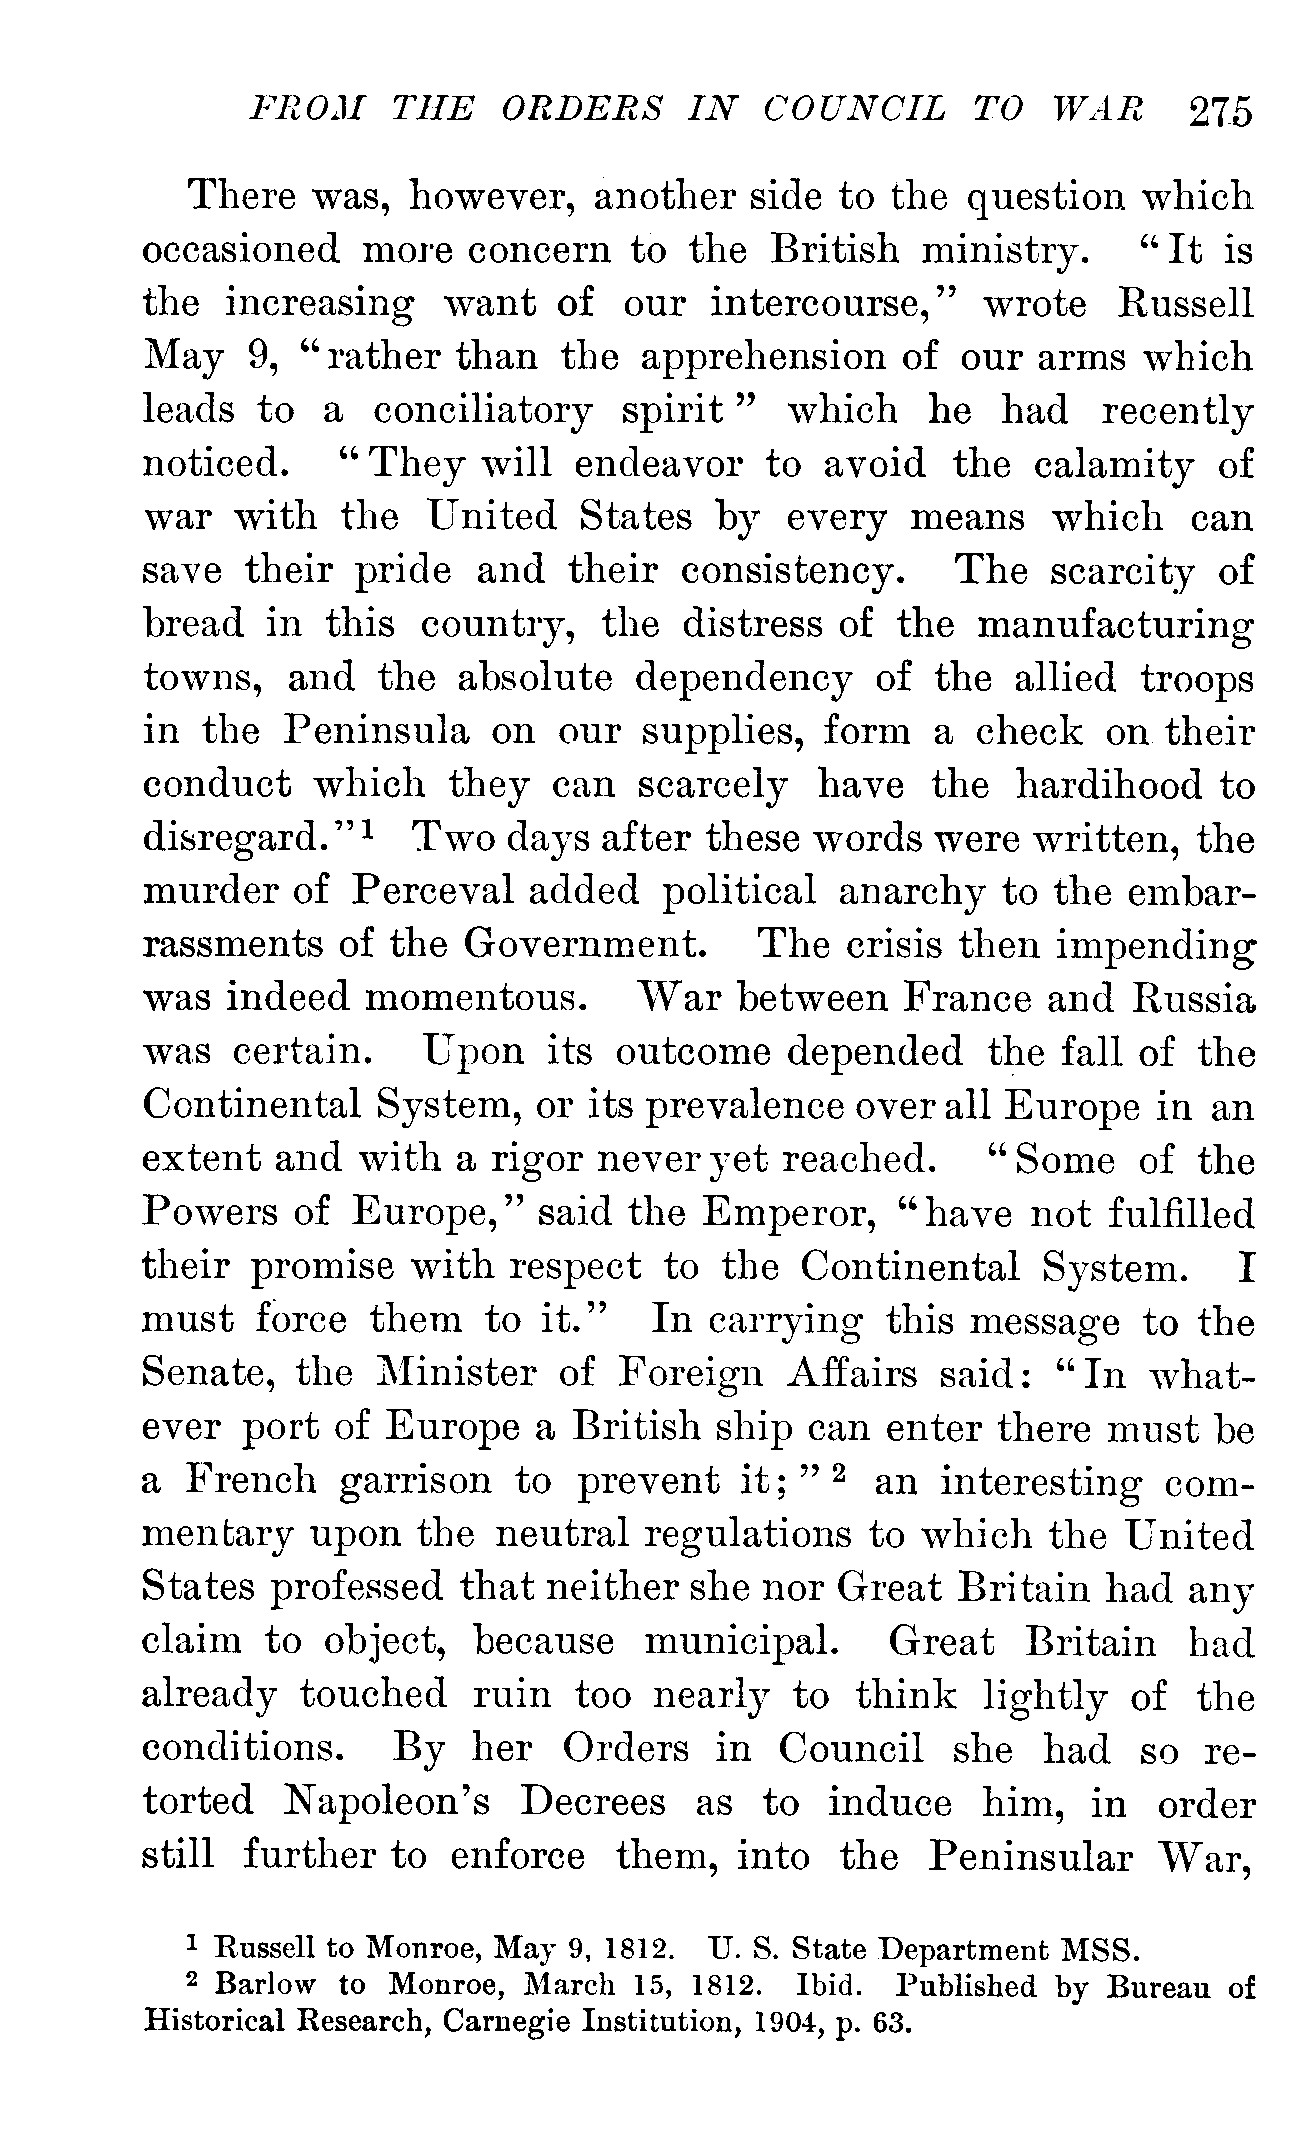 FROM THE ORDERS IN COUNCIL TO WAR 275
There was, however, another side to the question which
occasioned more concern to the British ministry. “It is
the increasing want of our intercourse,” wrote Russell
May 9, “rather than the apprehension of our arms which
leads to a conciliatory spirit” which he had recently
noticed. “They will endeavor to avoid the calamity of
war with the United States by every means which can
save their pride and their consistency. The scarcity of
bread in this country, the distress of the manufacturing
towns, and the absolute dependency of the allied troops
in the Peninsula on our supplies, form a check on their
conduct which they can scarcely have the hardihood to
disregard.”¹ Two days after these words were written, the
murder of Perceval added political anarchy to the embar-
rassments of the Government. The crisis then impending
was indeed momentous. War between France and Russia
was certain. Upon its outcome depended the fall of the
Continental System, or its prevalence over all Europe in an
extent and with a rigor never yet reached. “Some of the
Powers of Europe,” said the Emperor, “have not fulfilled
their promise with respect to the Continental System. I
must force them to it.” In carrying this message to the
Senate, the Minister of Foreign Affairs said: “In what-
ever port of Europe a British ship can enter there must be
a French garrison to prevent it;”² an interesting com-
mentary upon the neutral regulations to which the United
States professed that neither she nor Great Britain had any
claim to object, because municipal. Great Britain had
already touched ruin too nearly to think lightly of the
conditions. By her Orders in Council she had so re-
torted Napoleon's Decrees as to induce him, in order
still further to enforce them, into the Peninsular War,
¹ Russell to Monroe, May 9, 1812. U. S. State Department MSS.
² Barlow to Monroe, March 15, 1812. Ibid. Published by Bureau of
Historical Research, Carnegie Institution, 1904, p. 63.